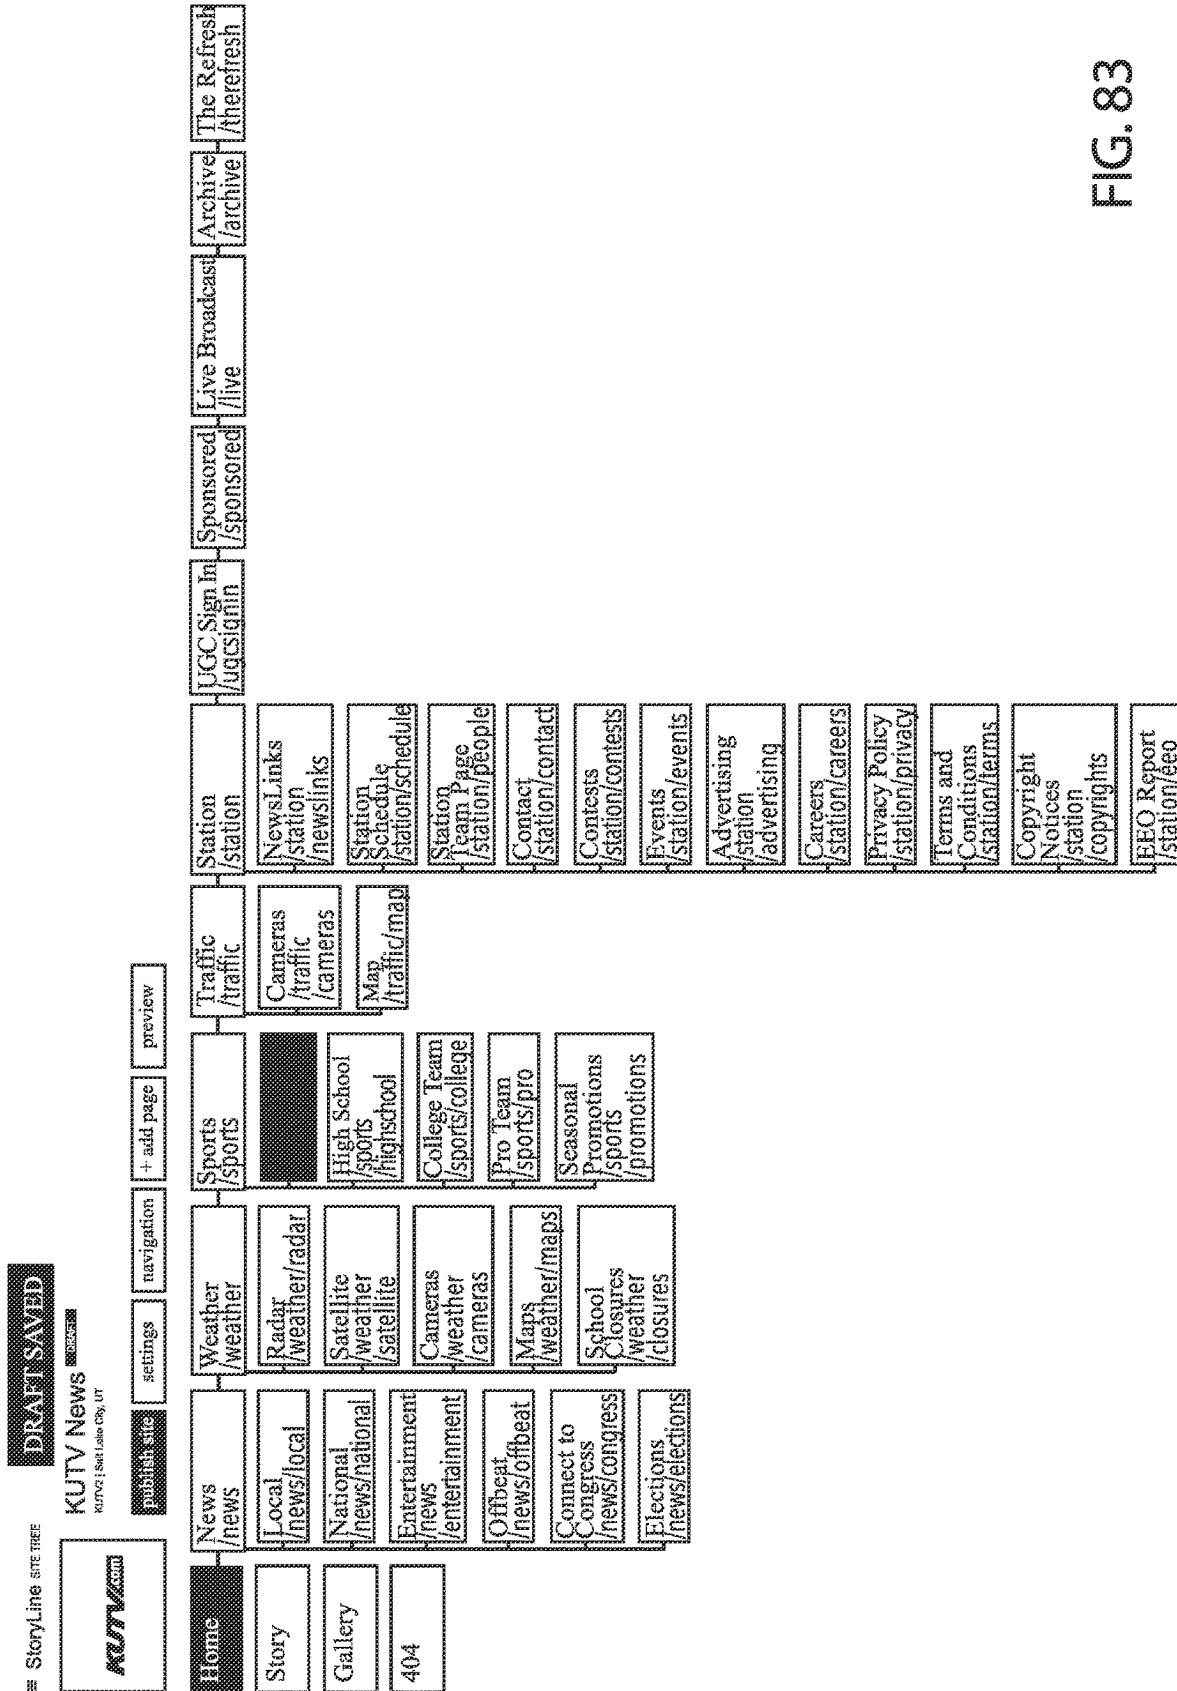 ≡ StoryLine SITE TREE
DRAFT SAVED
KUTV.com
KUTV News DRAFT
KUTV2 | Salt Lake City, UT
publish site
settings
navigation
+ add page
preview
Home
Story
Gallery
404
News
/news
Local
/news/local
National
/news/national
Entertainment
/news
/entertainment
Offbeat
/news/offbeat
Connect to
Congress
/news/congress
Elections
/news/elections
Weather
/weather
Radar
/weather/radar
Satellite
/weather
/satellite
Cameras
/weather
/cameras
Maps
/weather/maps
School
Closures
/weather
/closures
Sports
/sports
High School
/sports
/highschool
College Team
/sports/college
Pro Team
/sports/pro
Seasonal
Promotions
/sports
/promotions
Traffic
/traffic
Cameras
/traffic
/cameras
Map
/traffic/map
Station
/station
NewsLinks
/station
/newslinks
Station
Schedule
/station/schedule
Station
Team Page
/station/people
Contact
/station/contact
Contests
/station/contests
Events
/station/events
Advertising
/station
/advertising
Careers
/station/careers
Privacy Policy
/station/privacy
Terms and
Conditions
/station/terms
Copyright
Notices
/station
/copyrights
EEO Report
/station/eeo
UGC Sign In
/ugcsignin
Sponsored
/sponsored
Live Broadcast
/live
Archive
/archive
The Refresh
/therefresh
FIG. 83